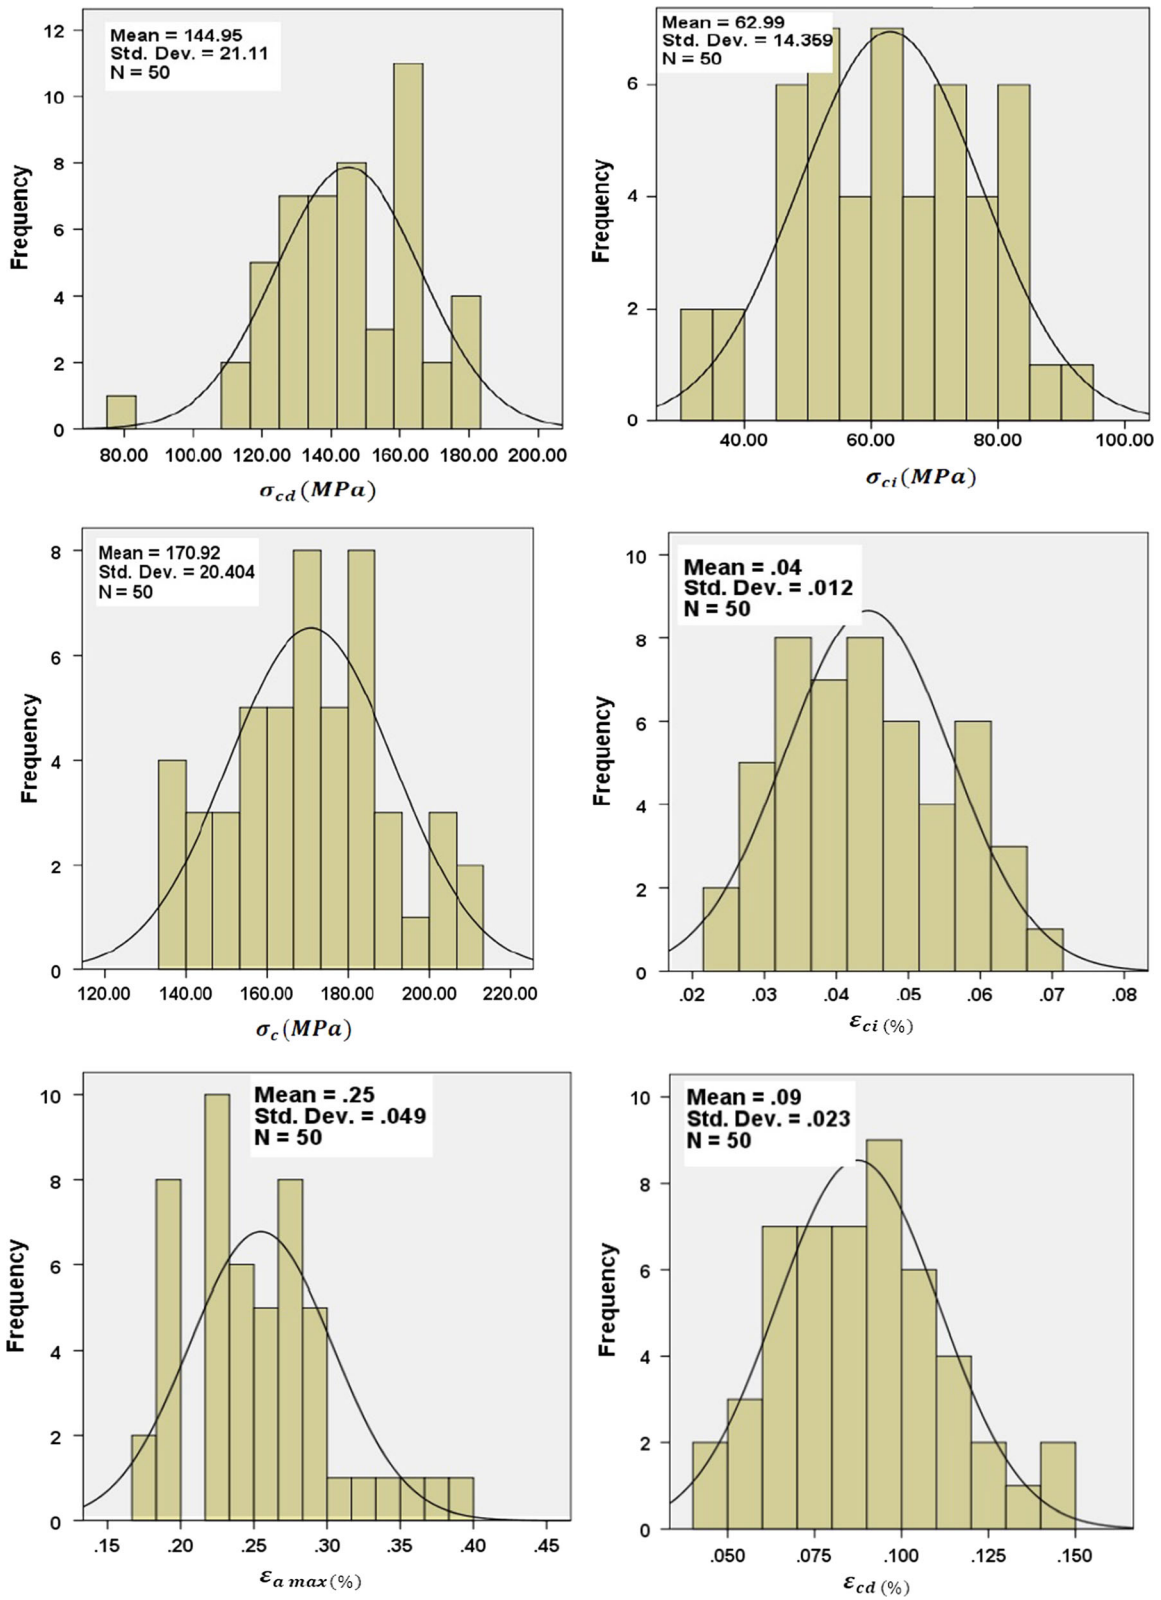 Mean = 144.95
Std. Dev. = 21.11
N = 50
12
10
8
6
4
2
0
Frequency
80.00 100.00 120.00 140.00 160.00 180.00 200.00
σcd (MPa)
Mean = 62.99
Std. Dev. = 14.359
N = 50
6
4
2
0
Frequency
40.00 60.00 80.00 100.00
σci (MPa)
Mean = 170.92
Std. Dev. = 20.404
N = 50
8
6
4
2
0
Frequency
120.00 140.00 160.00 180.00 200.00 220.00
σc (MPa)
Mean = .04
Std. Dev. = .012
N = 50
10
8
6
4
2
0
Frequency
.02 .03 .04 .05 .06 .07 .08
εci (%)
Mean = .25
Std. Dev. = .049
N = 50
10
8
6
4
2
0
Frequency
.15 .20 .25 .30 .35 .40 .45
εa max (%)
Mean = .09
Std. Dev. = .023
N = 50
10
8
6
4
2
0
Frequency
.050 .075 .100 .125 .150
εcd (%)